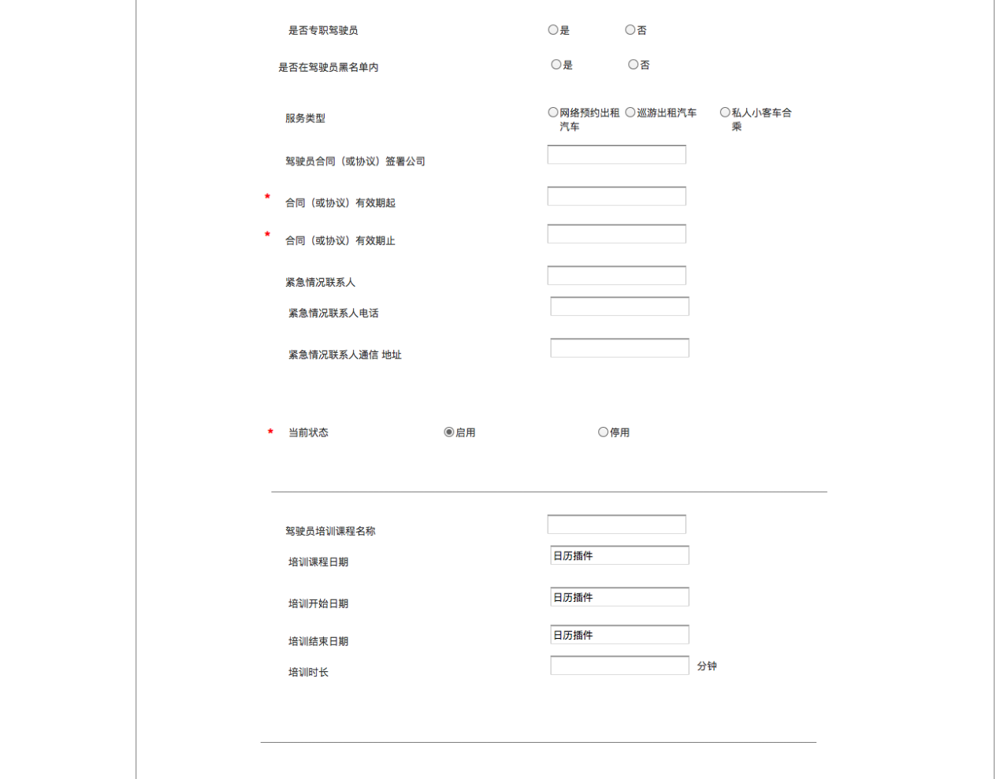 是否专职驾驶员 是 否
是否在驾驶员黑名单内 是 否
服务类型 网络预约出租汽车 巡游出租汽车 私人小客车合乘
驾驶员合同（或协议）签署公司
* 合同（或协议）有效期起
* 合同（或协议）有效期止
紧急情况联系人
紧急情况联系人电话
紧急情况联系人通信 地址
* 当前状态 启用 停用
驾驶员培训课程名称
培训课程日期 日历插件
培训开始日期 日历插件
培训结束日期 日历插件
培训时长 分钟